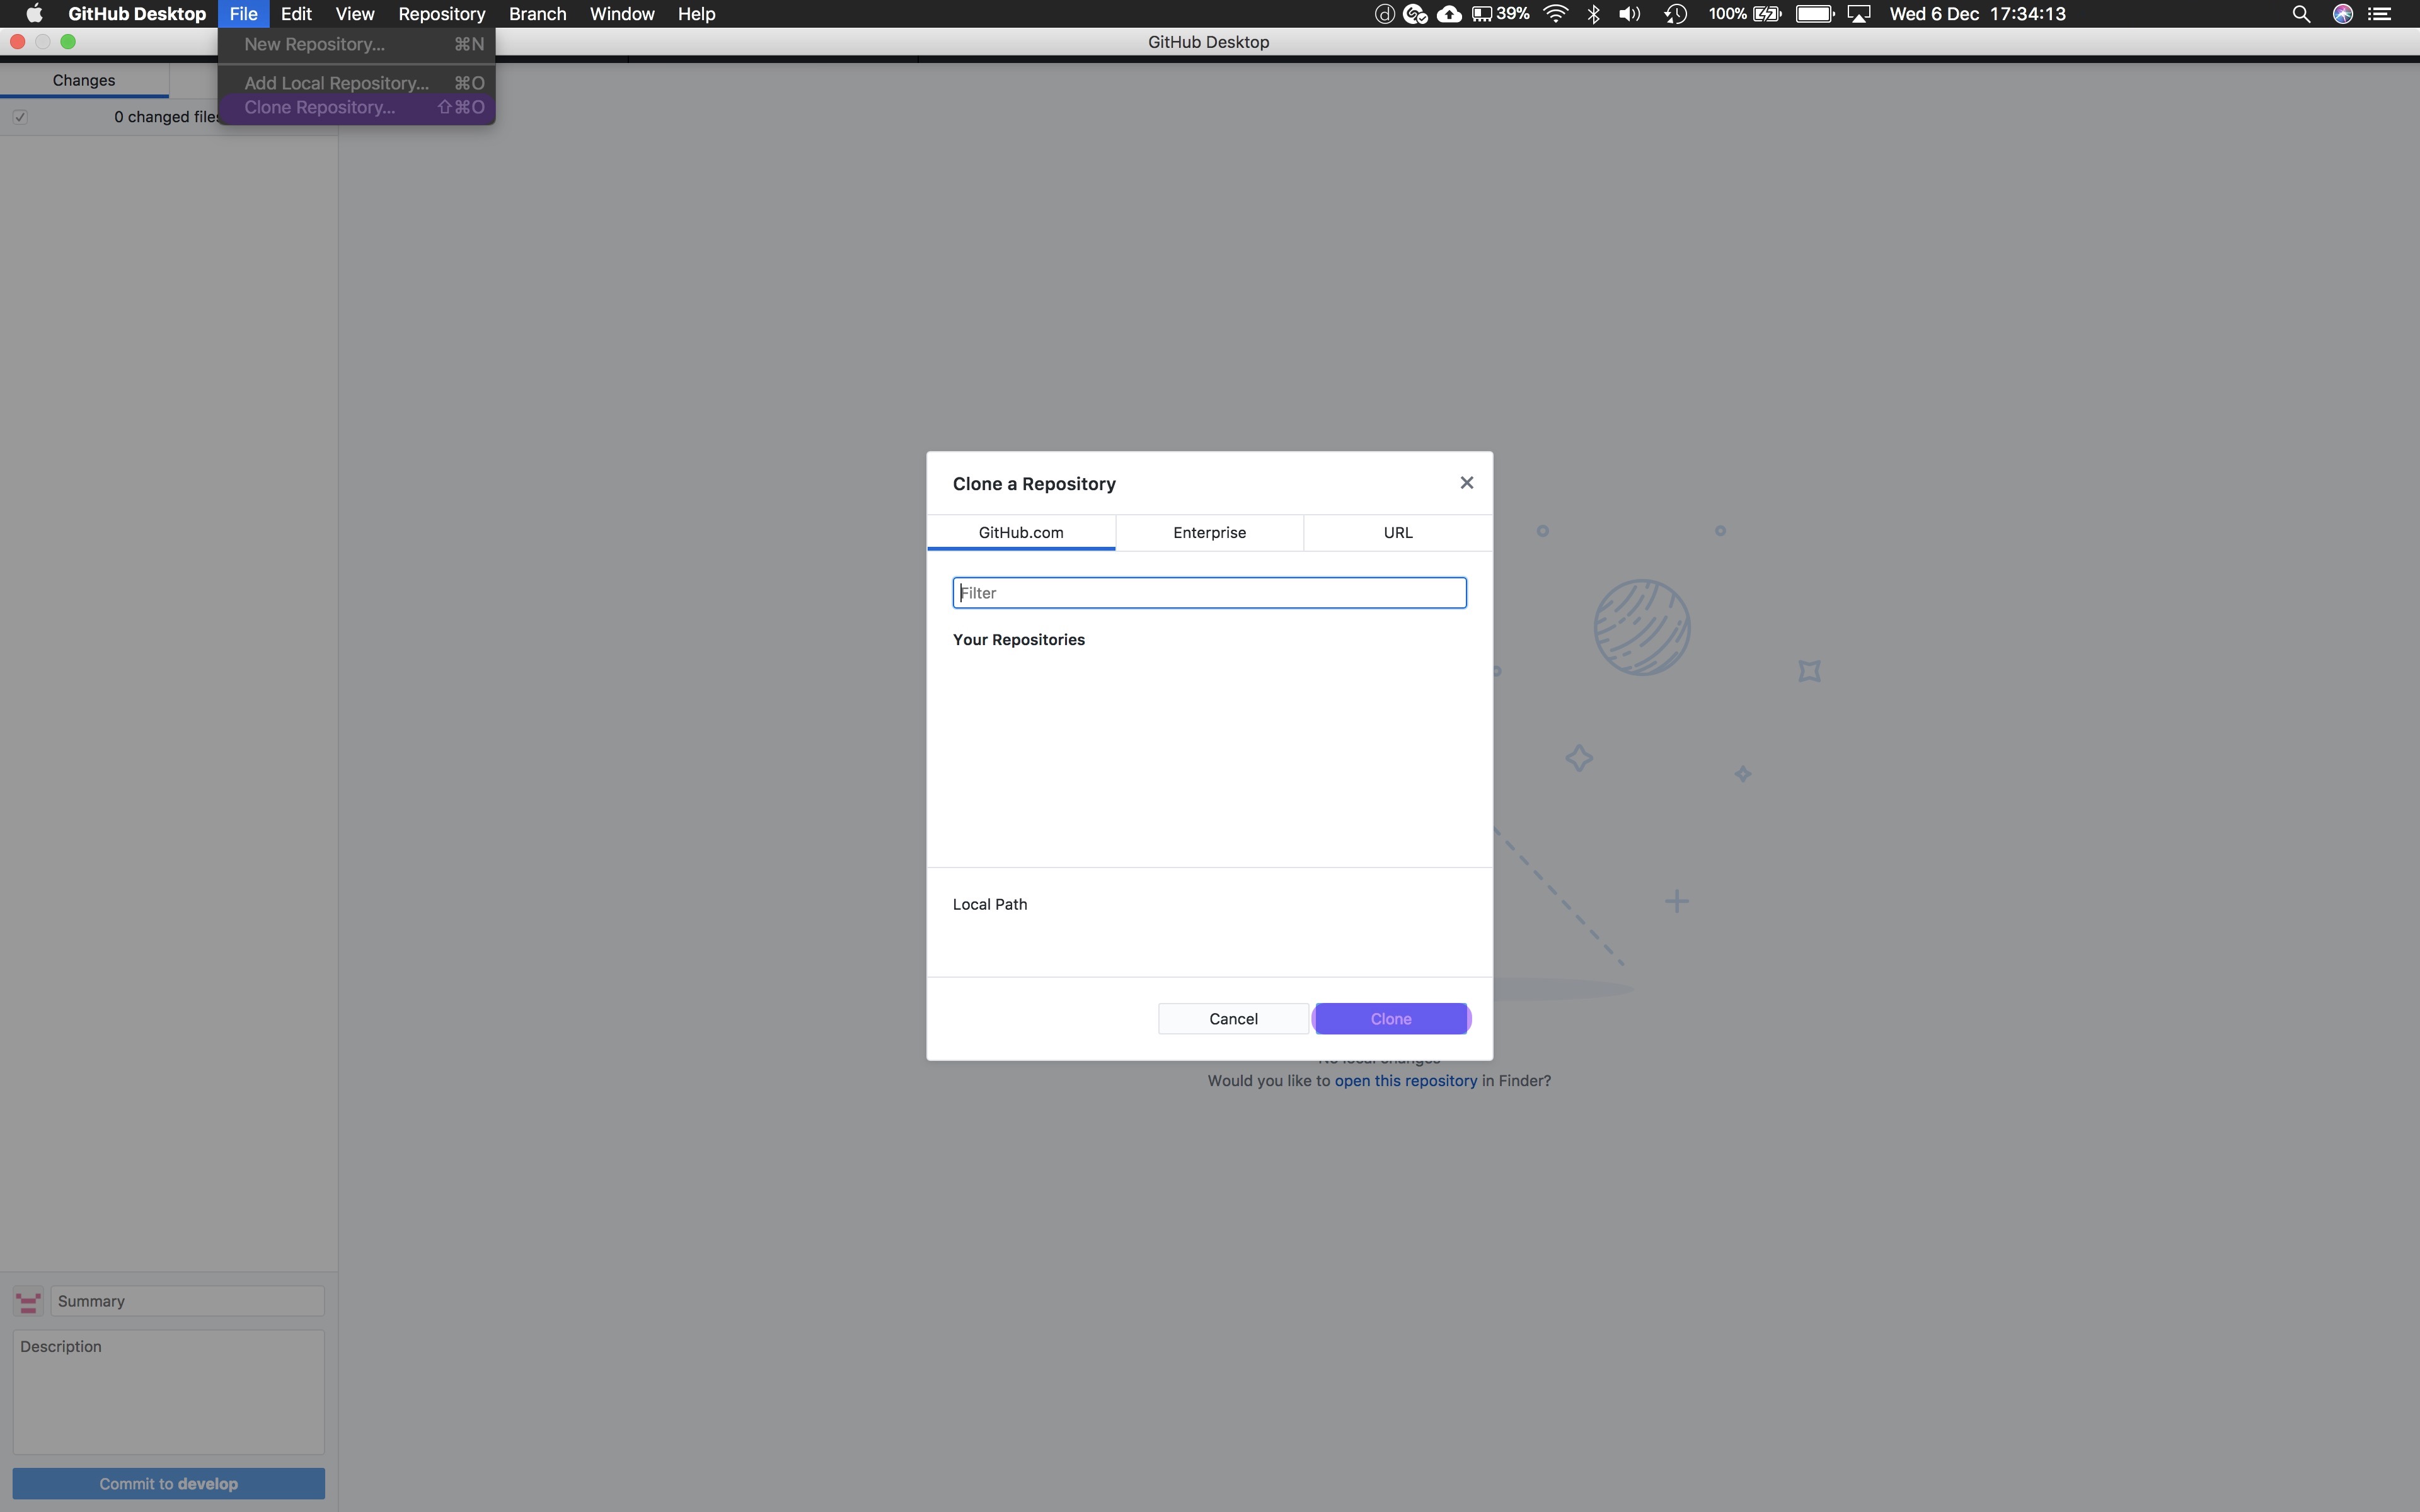 GitHub Desktop File Edit View Repository Branch Window Help 39% 100% Wed 6 Dec 17:34:13
GitHub Desktop
New Repository... ⌘N
Add Local Repository... ⌘O
Clone Repository... ⇧⌘O
Changes
0 changed files
Clone a Repository
GitHub.com Enterprise URL
Filter
Your Repositories
Local Path
Cancel Clone
No local changes
Would you like to open this repository in Finder?
Summary
Description
Commit to develop